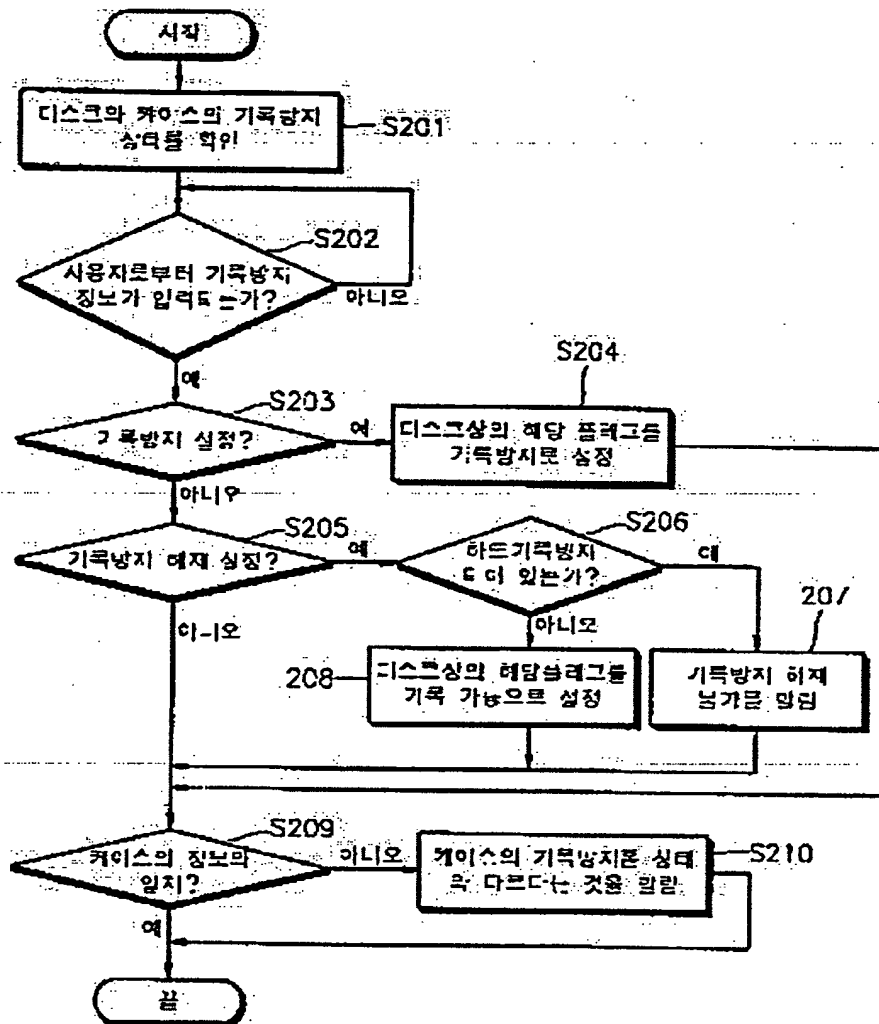 시작
디스크와 케이스의 기록방지
상태를 확인
S201
S202
사용자로부터 기록방지
정보가 입력되는가?
아니오
예
S203
기록방지 설정?
예
S204
디스크상의 해당 플래그를
기록방지로 설정
아니오
S205
기록방지 해제 설정?
예
S206
하드기록방지
되어 있는가?
예
아니오
아니오
207
기록방지 해제
불가를 알림
208
디스크상의 해당플래그를
기록 가능으로 설정
S209
케이스의 정보와
일치?
아니오
S210
케이스의 기록방지폰 상태
와 다르다는 것을 알림
예
끝